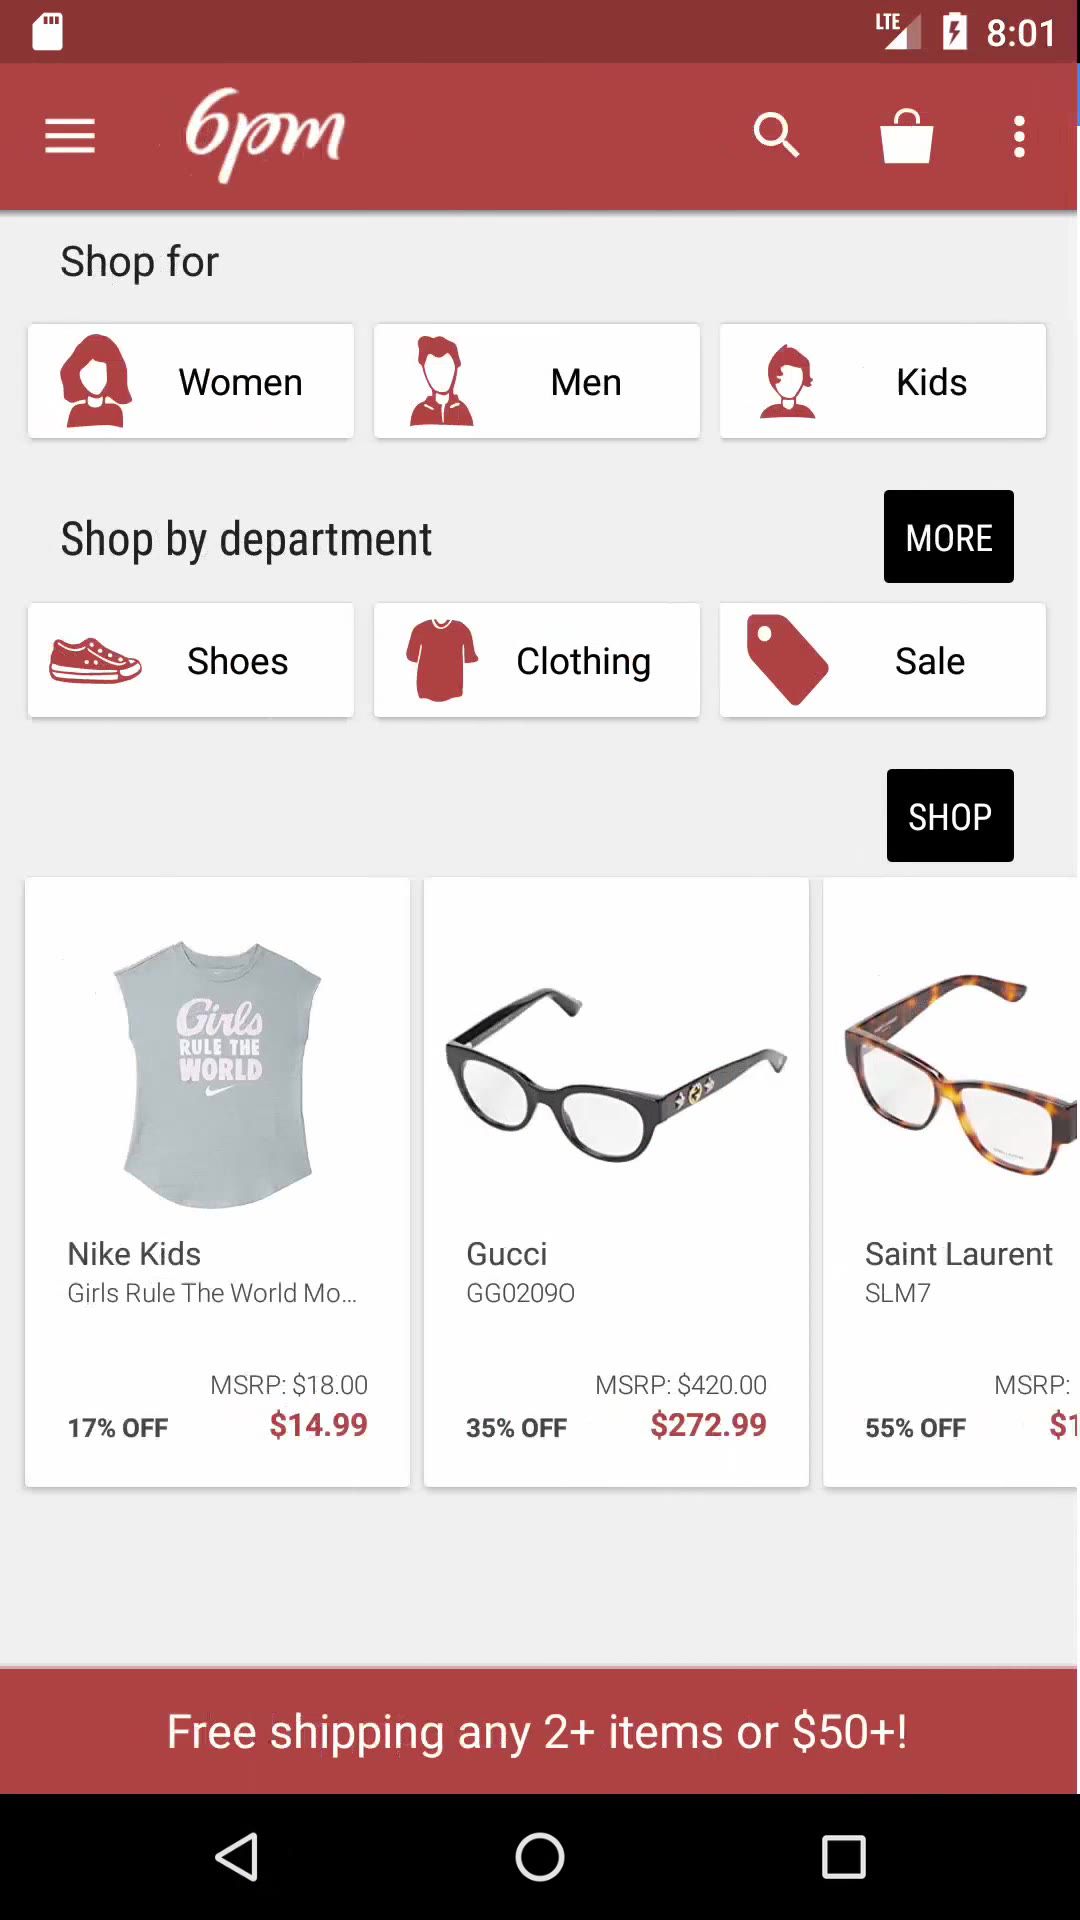 LTE 8:01
6pm
Shop for
Women Men Kids
Shop by department MORE
Shoes Clothing Sale
SHOP
Girls
RULE THE
WORLD
Nike Kids
Girls Rule The World Mo...
MSRP: $18.00
17% OFF $14.99
Gucci
GG0209O
MSRP: $420.00
35% OFF $272.99
Saint Laurent
SLM7
MSRP:
55% OFF $1
Free shipping any 2+ items or $50+!